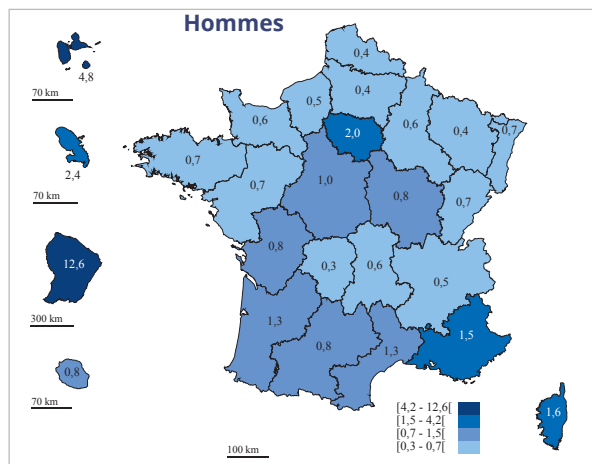 Hommes
4,8
70 km
2,4
70 km
12,6
300 km
0,8
70 km
0,4
0,4
0,5
0,6
2,0
0,6
0,4
0,7
0,7
0,7
1,0
0,8
0,7
0,8
0,3
0,6
0,5
1,3
0,8
1,3
1,5
1,6
[4,2 - 12,6[
[1,5 - 4,2[
[0,7 - 1,5[
[0,3 - 0,7[
100 km